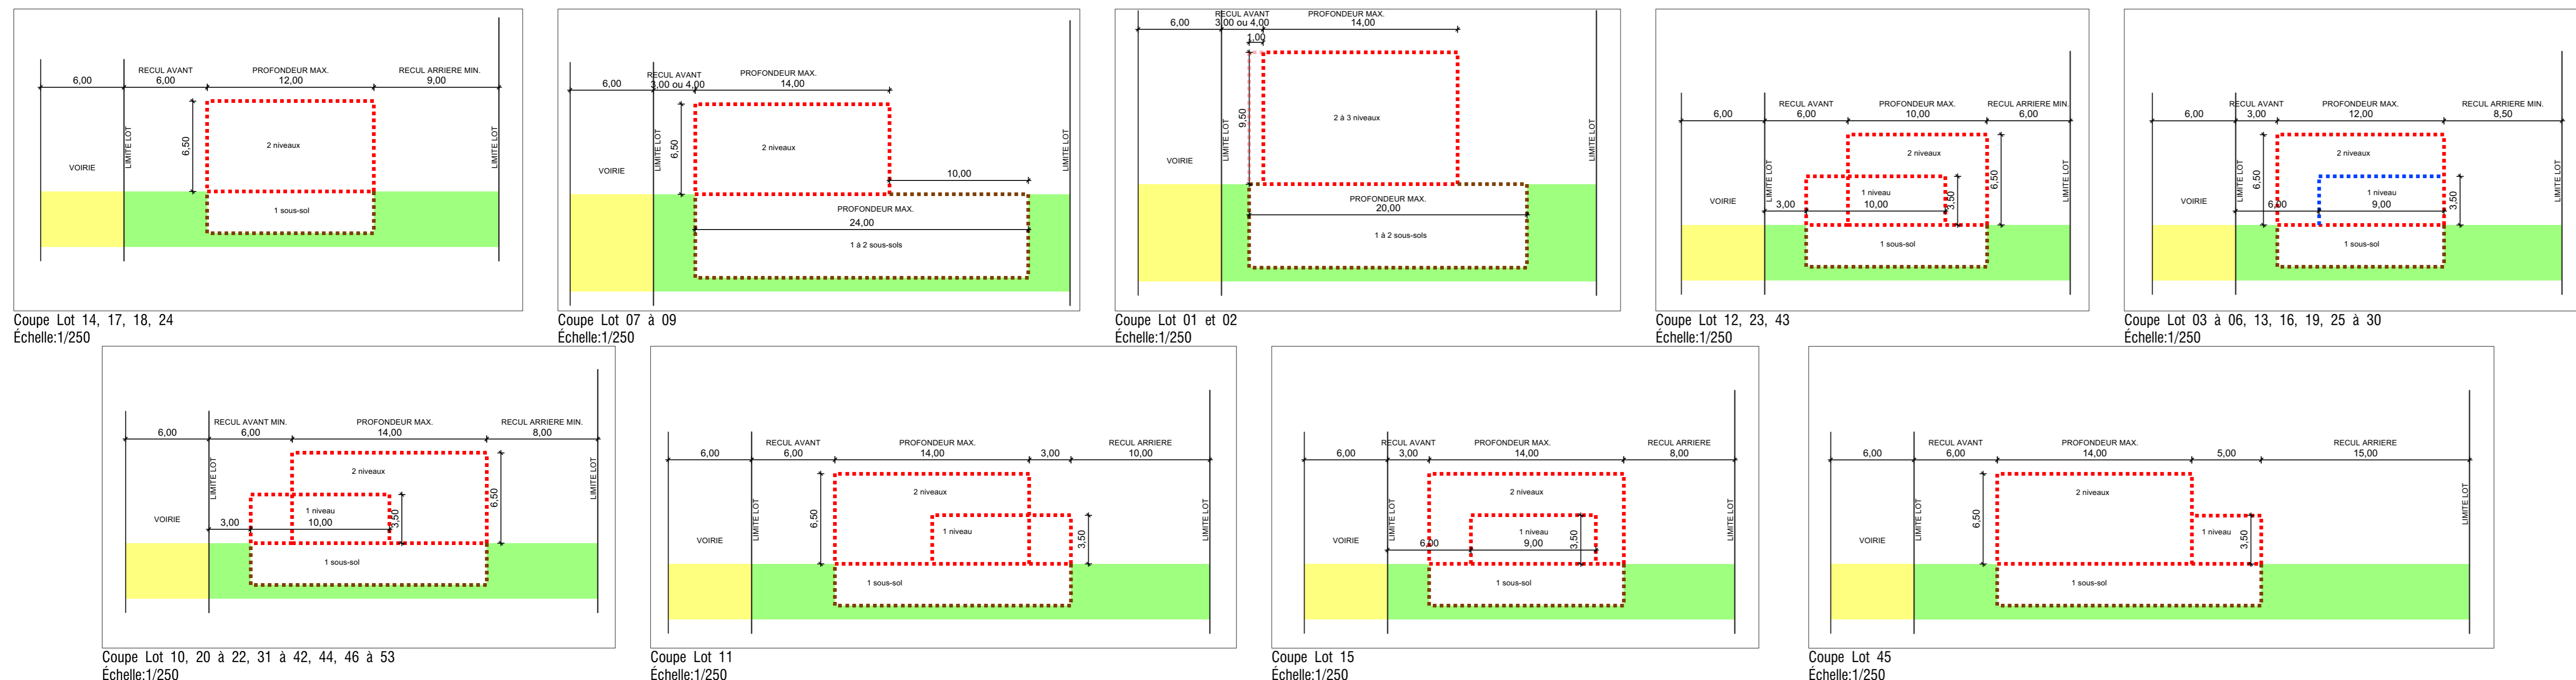 RECUL AVANT PROFONDEUR MAX. RECUL ARRIERE MIN.
6,00 6,00 12,00 9,00
6,50
LIMITE LOT
LIMITE LOT
2 niveaux
VOIRIE
1 sous-sol
Coupe Lot 14, 17, 18, 24
Échelle:1/250
RECUL AVANT PROFONDEUR MAX.
6,00 3,00 ou 4,00 14,00
6,50
LIMITE LOT
LIMITE LOT
2 niveaux
VOIRIE
10,00
PROFONDEUR MAX.
24,00
1 à 2 sous-sols
Coupe Lot 07 à 09
Échelle:1/250
RECUL AVANT PROFONDEUR MAX.
6,00 3,00 ou 4,00 14,00
1,00
9,50
2 à 3 niveaux
LIMITE LOT
LIMITE LOT
VOIRIE
PROFONDEUR MAX.
20,00
1 à 2 sous-sols
Coupe Lot 01 et 02
Échelle:1/250
RECUL AVANT PROFONDEUR MAX. RECUL ARRIERE MIN.
6,00 6,00 10,00 6,00
2 niveaux
LIMITE LOT
LIMITE LOT
6,50
1 niveau
3,50
VOIRIE
3,00 10,00
1 sous-sol
Coupe Lot 12, 23, 43
Échelle:1/250
RECUL AVANT PROFONDEUR MAX. RECUL ARRIERE MIN.
6,00 3,00 12,00 8,50
2 niveaux
LIMITE LOT
LIMITE LOT
6,50
1 niveau
3,50
VOIRIE
6,00 9,00
1 sous-sol
Coupe Lot 03 à 06, 13, 16, 19, 25 à 30
Échelle:1/250
RECUL AVANT MIN. PROFONDEUR MAX. RECUL ARRIERE MIN.
6,00 6,00 14,00 8,00
2 niveaux
LIMITE LOT
LIMITE LOT
6,50
1 niveau
3,50
VOIRIE
3,00 10,00
1 sous-sol
Coupe Lot 10, 20 à 22, 31 à 42, 44, 46 à 53
Échelle:1/250
RECUL AVANT PROFONDEUR MAX. RECUL ARRIERE
6,00 6,00 14,00 3,00 10,00
2 niveaux
LIMITE LOT
LIMITE LOT
6,50
1 niveau
3,50
VOIRIE
1 sous-sol
Coupe Lot 11
Échelle:1/250
RECUL AVANT PROFONDEUR MAX. RECUL ARRIERE
6,00 3,00 14,00 8,00
2 niveaux
LIMITE LOT
LIMITE LOT
1 niveau
3,50
VOIRIE
6,00 9,00
1 sous-sol
Coupe Lot 15
Échelle:1/250
RECUL AVANT PROFONDEUR MAX. RECUL ARRIERE
6,00 6,00 14,00 5,00 15,00
2 niveaux
LIMITE LOT
LIMITE LOT
6,50
1 niveau
3,50
VOIRIE
1 sous-sol
Coupe Lot 45
Échelle:1/250